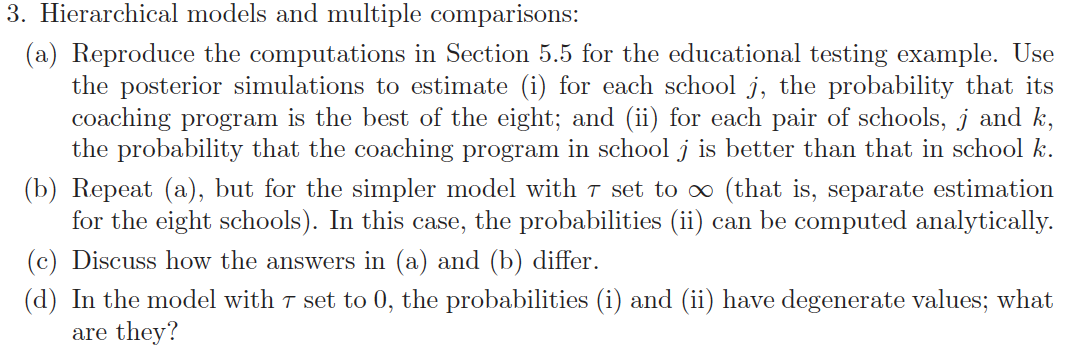 3. Hierarchical models and multiple comparisons:
(a) Reproduce the computations in Section 5.5 for the educational testing example. Use
the posterior simulations to estimate (i) for each school j, the probability that its
coaching program is the best of the eight; and (ii) for each pair of schools, j and k,
the probability that the coaching program in school j is better than that in school k.
(b) Repeat (a), but for the simpler model with τ set to ∞ (that is, separate estimation
for the eight schools). In this case, the probabilities (ii) can be computed analytically.
(c) Discuss how the answers in (a) and (b) differ.
(d) In the model with τ set to 0, the probabilities (i) and (ii) have degenerate values; what
are they?